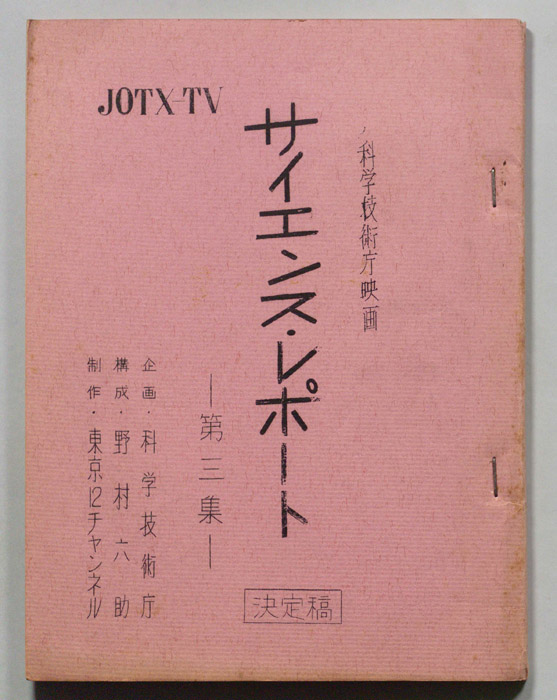 JOTX-TV
科学技術庁映画
サイエンス・レポート
―第三集―
企画・科学技術庁
構成・野村六助
制作・東京12チャンネル
決定稿